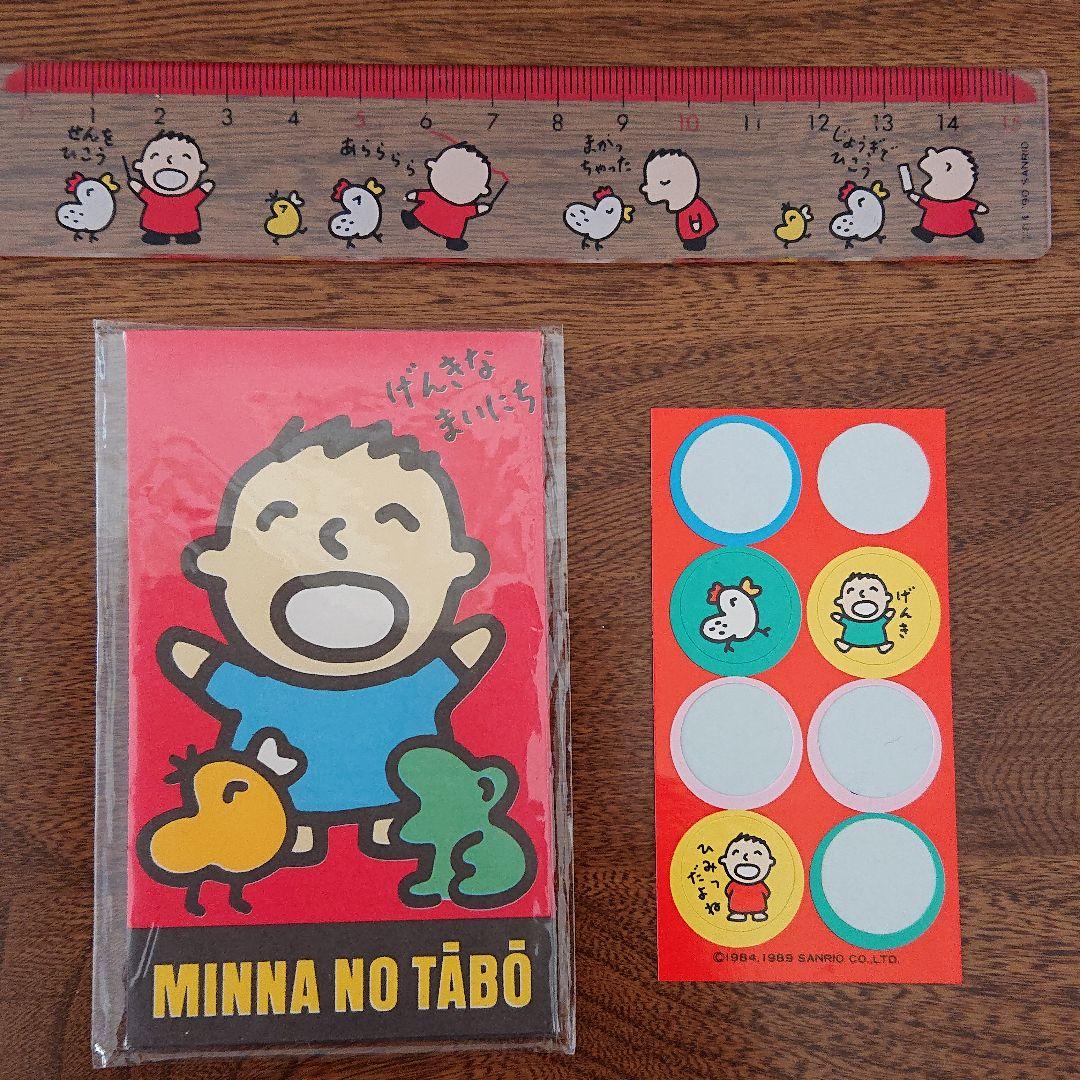 0 1 2 3 4 5 6 7 8 9 10 11 12 13 14 15
せんを
ひこう
あらららら
まがっ
ちゃった
じょうぎで
ひこう
SANRIO
げんきな
まいにち
MINNA NO TĀBŌ
げんき
ひみつ
だよね
©1984,1989 SANRIO CO.,LTD.